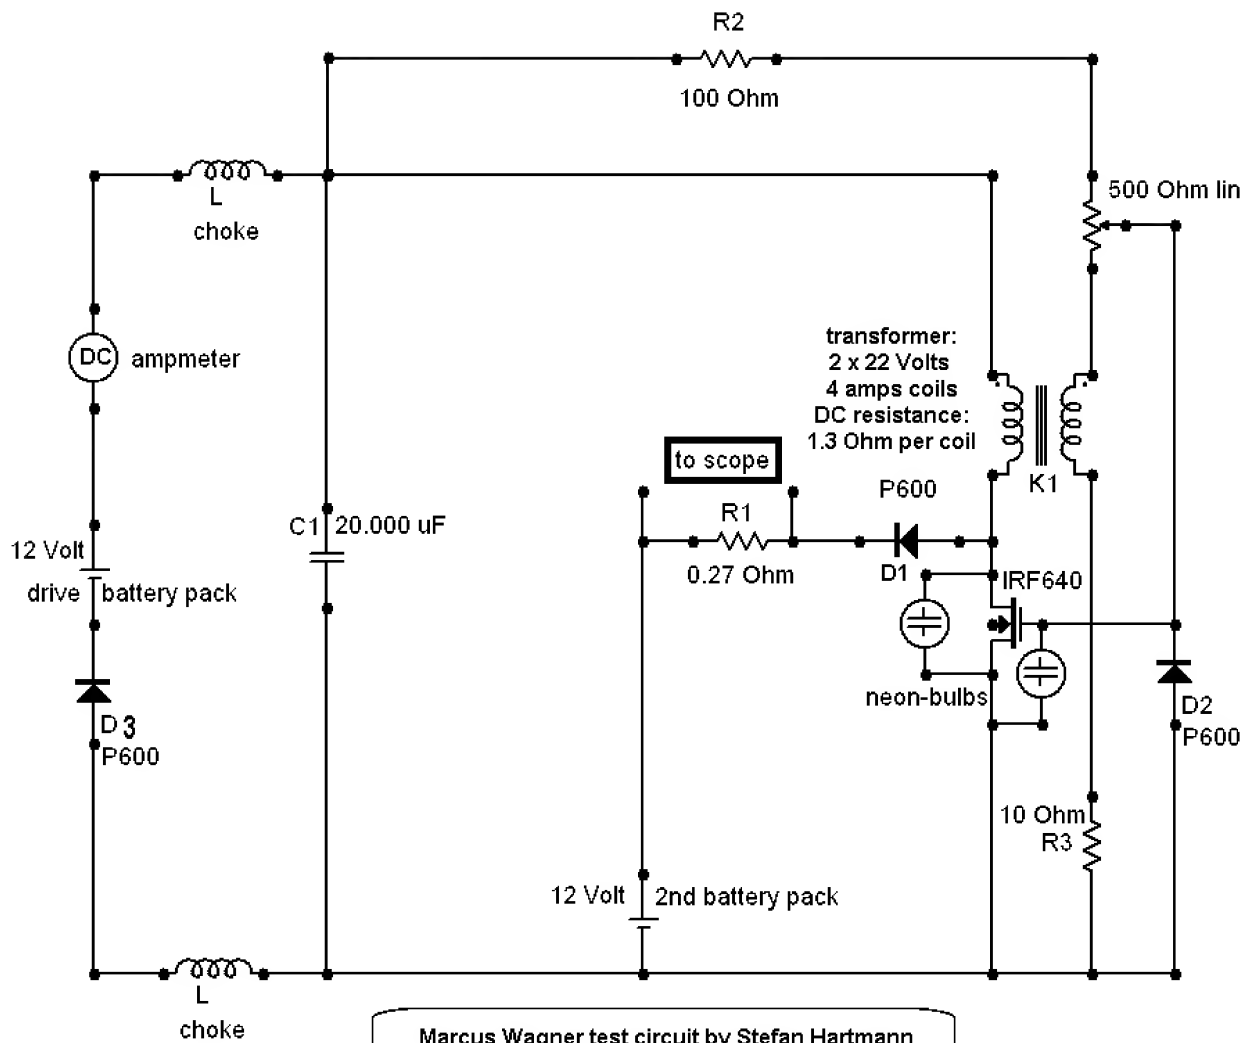 R2
100 Ohm
500 Ohm lin
L
choke
DC ampmeter
transformer:
2 x 22 Volts
4 amps coils
DC resistance:
1.3 Ohm per coil
to scope
K1
P600
R1
C1 20.000 uF
12 Volt
drive battery pack
0.27 Ohm
D1
IRF640
neon-bulbs
D2
P600
D3
P600
10 Ohm
R3
12 Volt 2nd battery pack
L
choke
Marcus Wagner test circuit by Stefan Hartmann